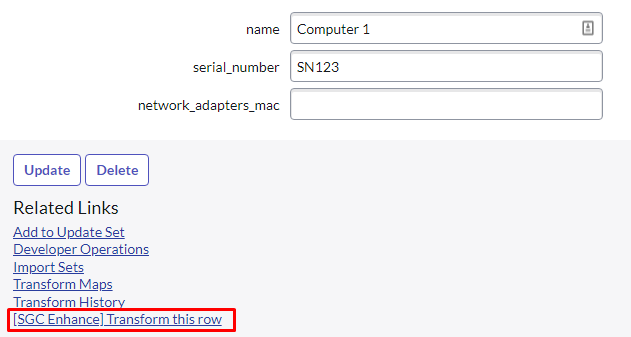 name Computer 1
serial_number SN123
network_adapters_mac
Update Delete
Related Links
Add to Update Set
Developer Operations
Import Sets
Transform Maps
Transform History
[SGC Enhance] Transform this row